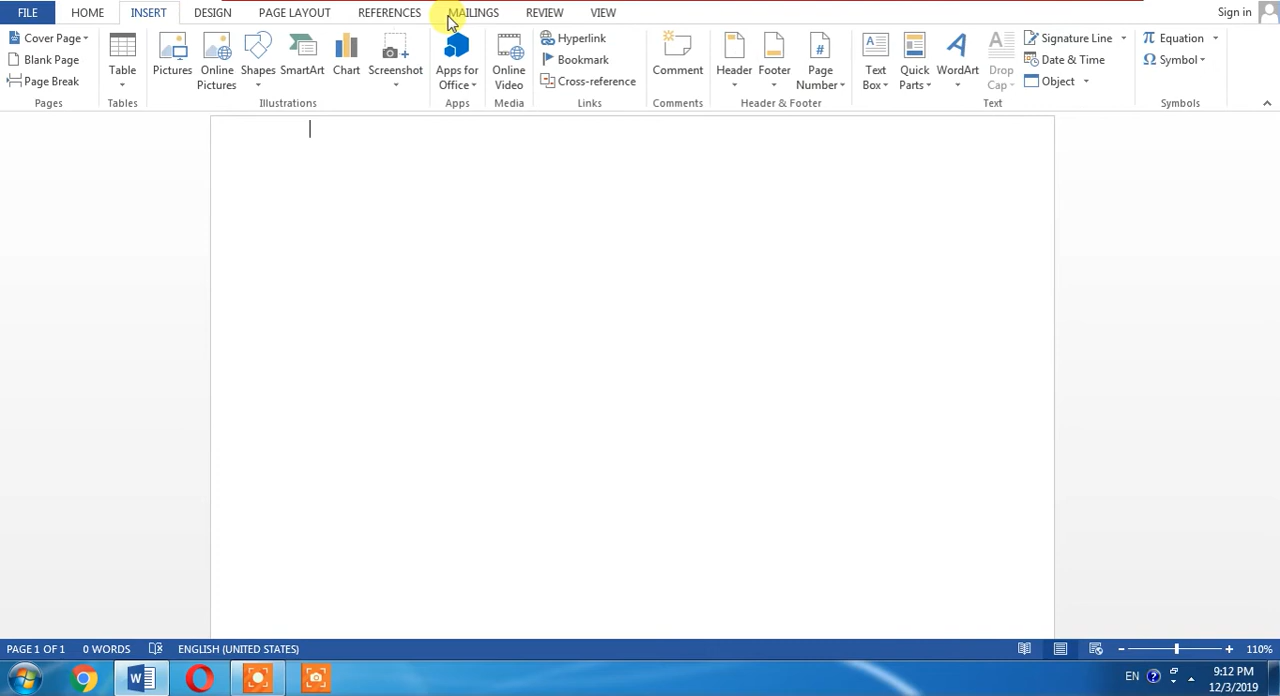 FILE HOME INSERT DESIGN PAGE LAYOUT REFERENCES MAILINGS REVIEW VIEW Sign in
Cover Page
Blank Page
Page Break
Pages
Table
Tables
Pictures
Online
Pictures
Shapes
SmartArt
Chart
Screenshot
Illustrations
Apps for
Office
Apps
Online
Video
Media
Hyperlink
Bookmark
Cross-reference
Links
Comment
Comments
Header
Footer
Page
Number
Header & Footer
Text
Box
Quick
Parts
WordArt
Drop
Cap
Signature Line
Date & Time
Object
Text
Equation
Symbol
Symbols
PAGE 1 OF 1 0 WORDS ENGLISH (UNITED STATES) 110%
EN 9:12 PM
12/3/2019